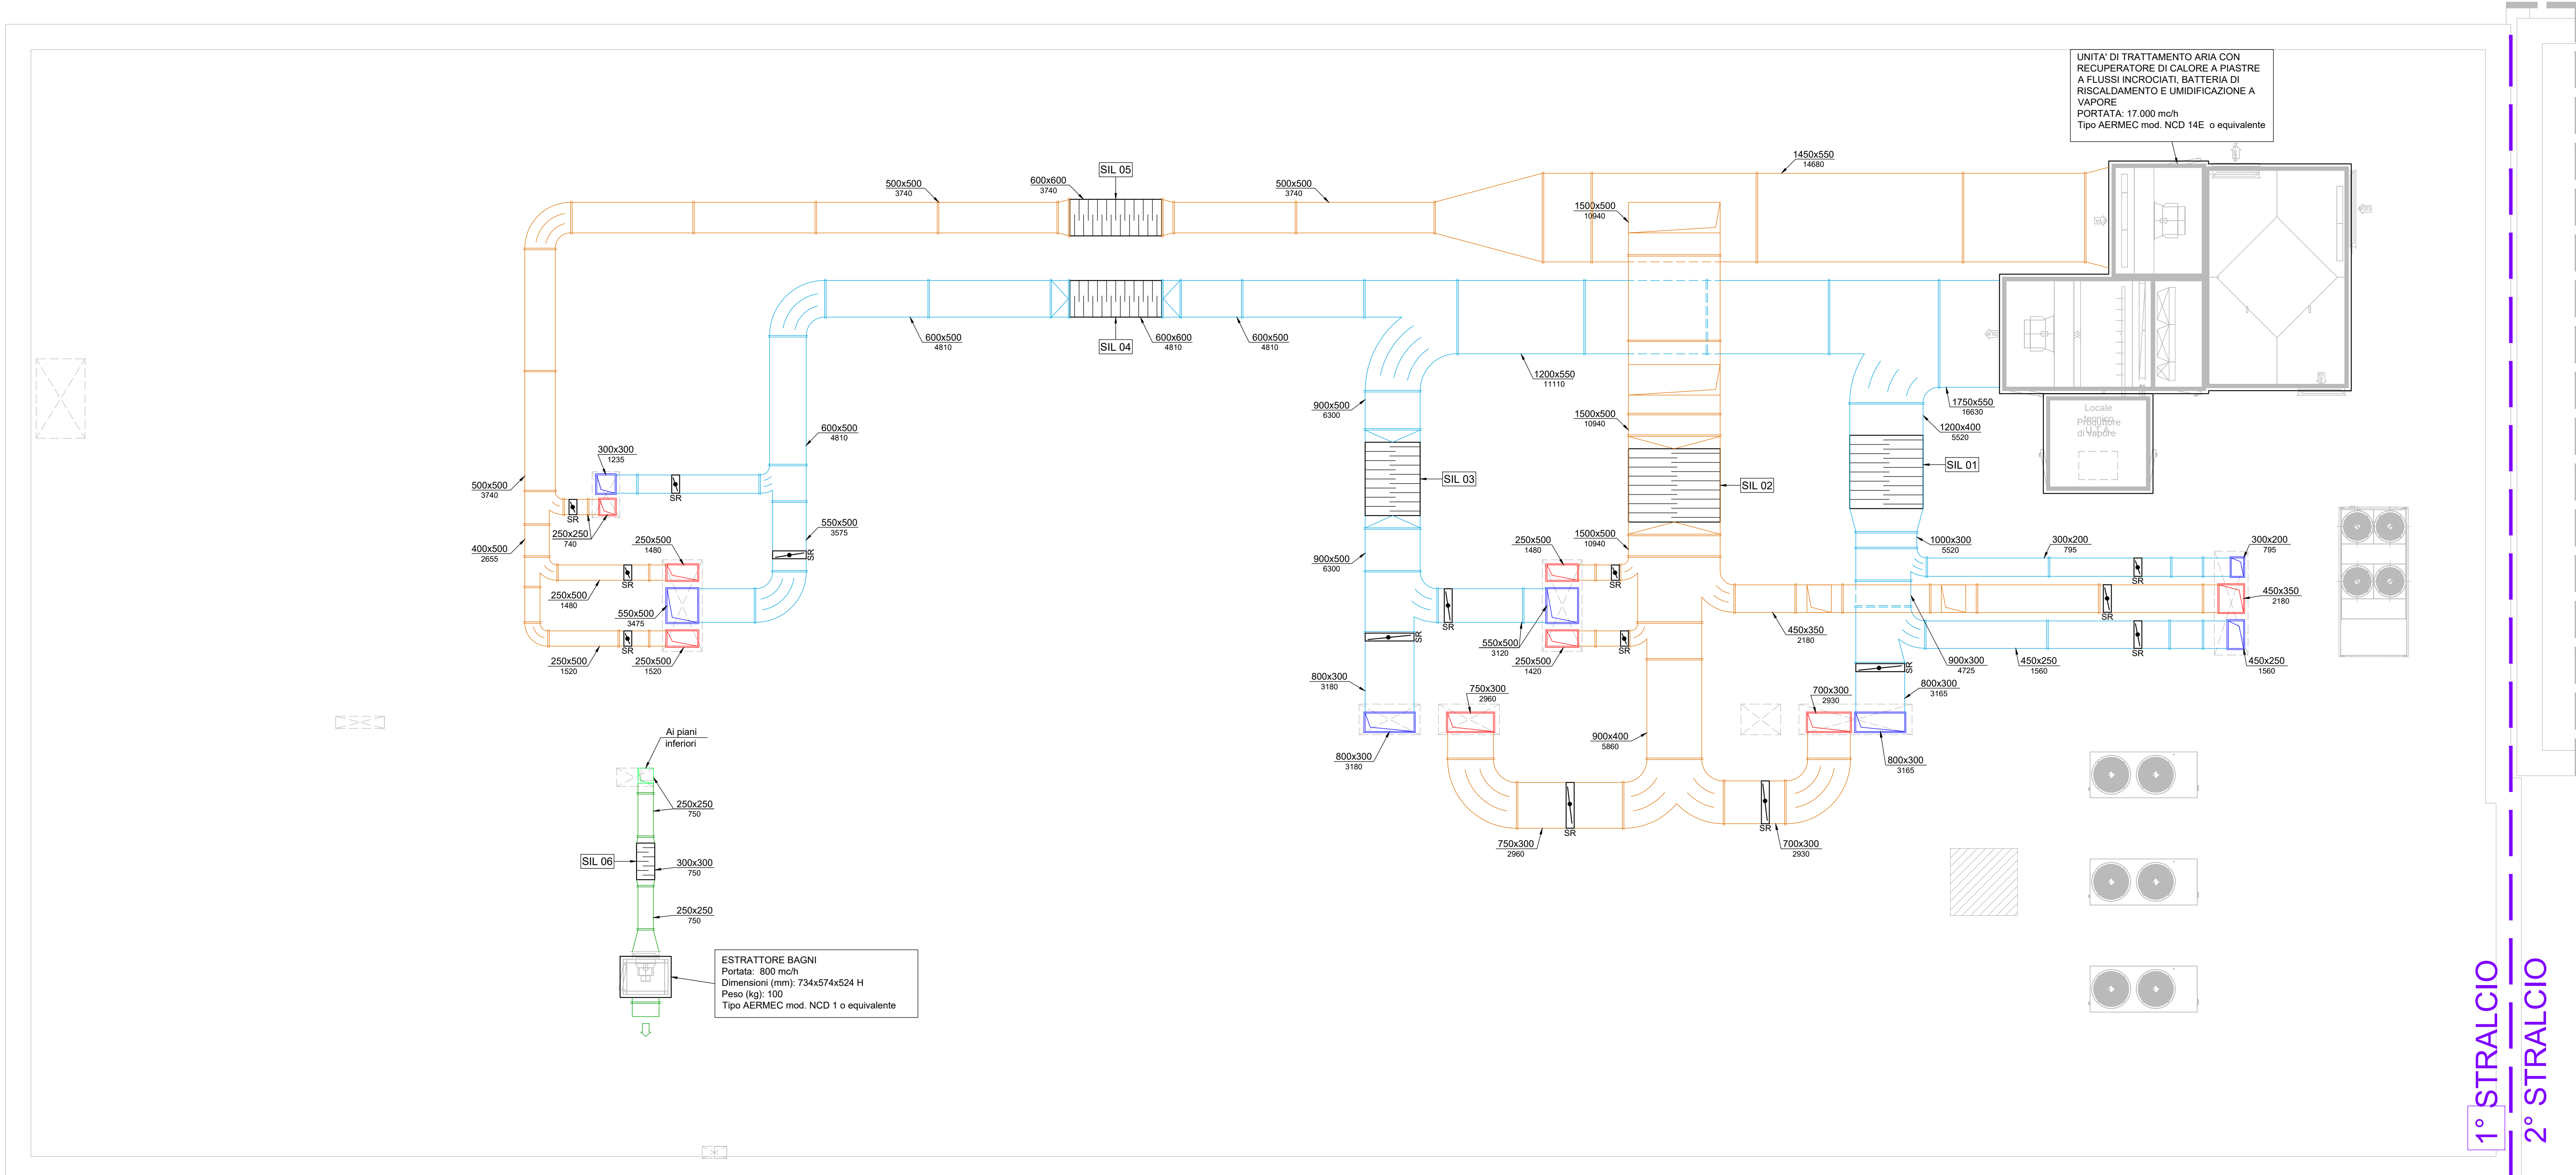 UNITA' DI TRATTAMENTO ARIA CON
RECUPERATORE DI CALORE A PIASTRE
A FLUSSI INCROCIATI, BATTERIA DI
RISCALDAMENTO E UMIDIFICAZIONE A
VAPORE
PORTATA: 17.000 mc/h
Tipo AERMEC mod. NCD 14E o equivalente
1450x550
14680
SIL 05
500x500
3740
600x600
3740
500x500
3740
1500x500
10940
600x500
4810
SIL 04
600x600
4810
600x500
4810
1200x550
11110
900x500
6300
1500x500
10940
1750x550
16630
1200x400
5520
Locale
tecnico
U.T.A.
Produttore
di vapore
600x500
4810
300x300
1235
SR
500x500
3740
SR
250x250
740
SIL 03
SIL 02
SIL 01
550x500
3575
SR
400x500
2655
250x500
1480
SR
250x500
1480
550x500
3475
SR
250x500
1520
250x500
1520
900x500
6300
250x500
1480
1500x500
10940
SR
1000x300
5520
300x200
795
SR
300x200
795
SR
450x350
2180
SR
550x500
3120
250x500
1420
SR
SR
450x350
2180
900x300
4725
450x250
1560
SR
450x250
1560
800x300
3180
750x300
2960
700x300
2930
SR
800x300
3165
800x300
3180
900x400
5860
800x300
3165
SR
SR
750x300
2960
700x300
2930
Ai piani
inferiori
250x250
750
SIL 06
300x300
750
250x250
750
ESTRATTORE BAGNI
Portata: 800 mc/h
Dimensioni (mm): 734x574x524 H
Peso (kg): 100
Tipo AERMEC mod. NCD 1 o equivalente
1° STRALCIO
2° STRALCIO